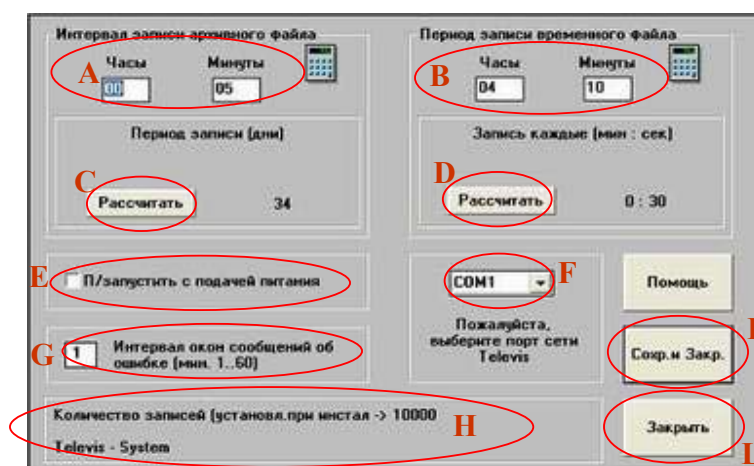 Интервал записи архивного файла
Часы
Минуты
A
00
05
Период записи временного файла
Часы
Минуты
B
04
10
Период записи (дни)
C
Рассчитать
34
Запись каждые (мин : сек)
D
Рассчитать
0 : 30
E
П/запустить с подачей питания
COM1
F
Пожалуйста,
выберите порт сети
Televis
Помощь
G
1
Интервал окон сообщений об
ошибке (мин. 1..60)
Сохр.и Закр.
Количество записей (установл.при инстал -> 10000
H
Televis - System
Закрыть